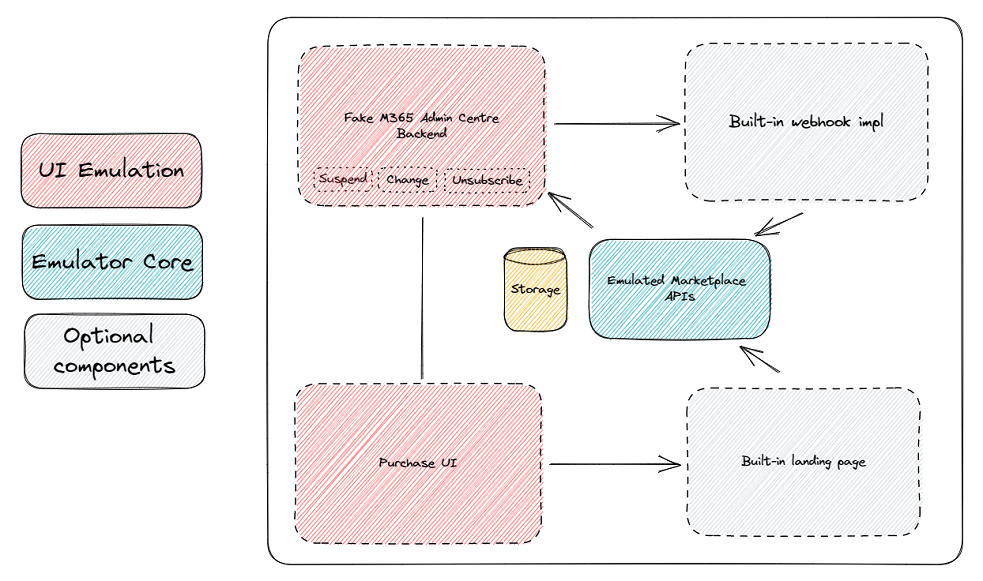 UI Emulation
Emulator Core
Optional
components
Fake M365 Admin Centre
Backend
Suspend
Change
Unsubscribe
Built-in webhook impl
Storage
Emulated Marketplace
APIs
Purchase UI
Built-in landing page